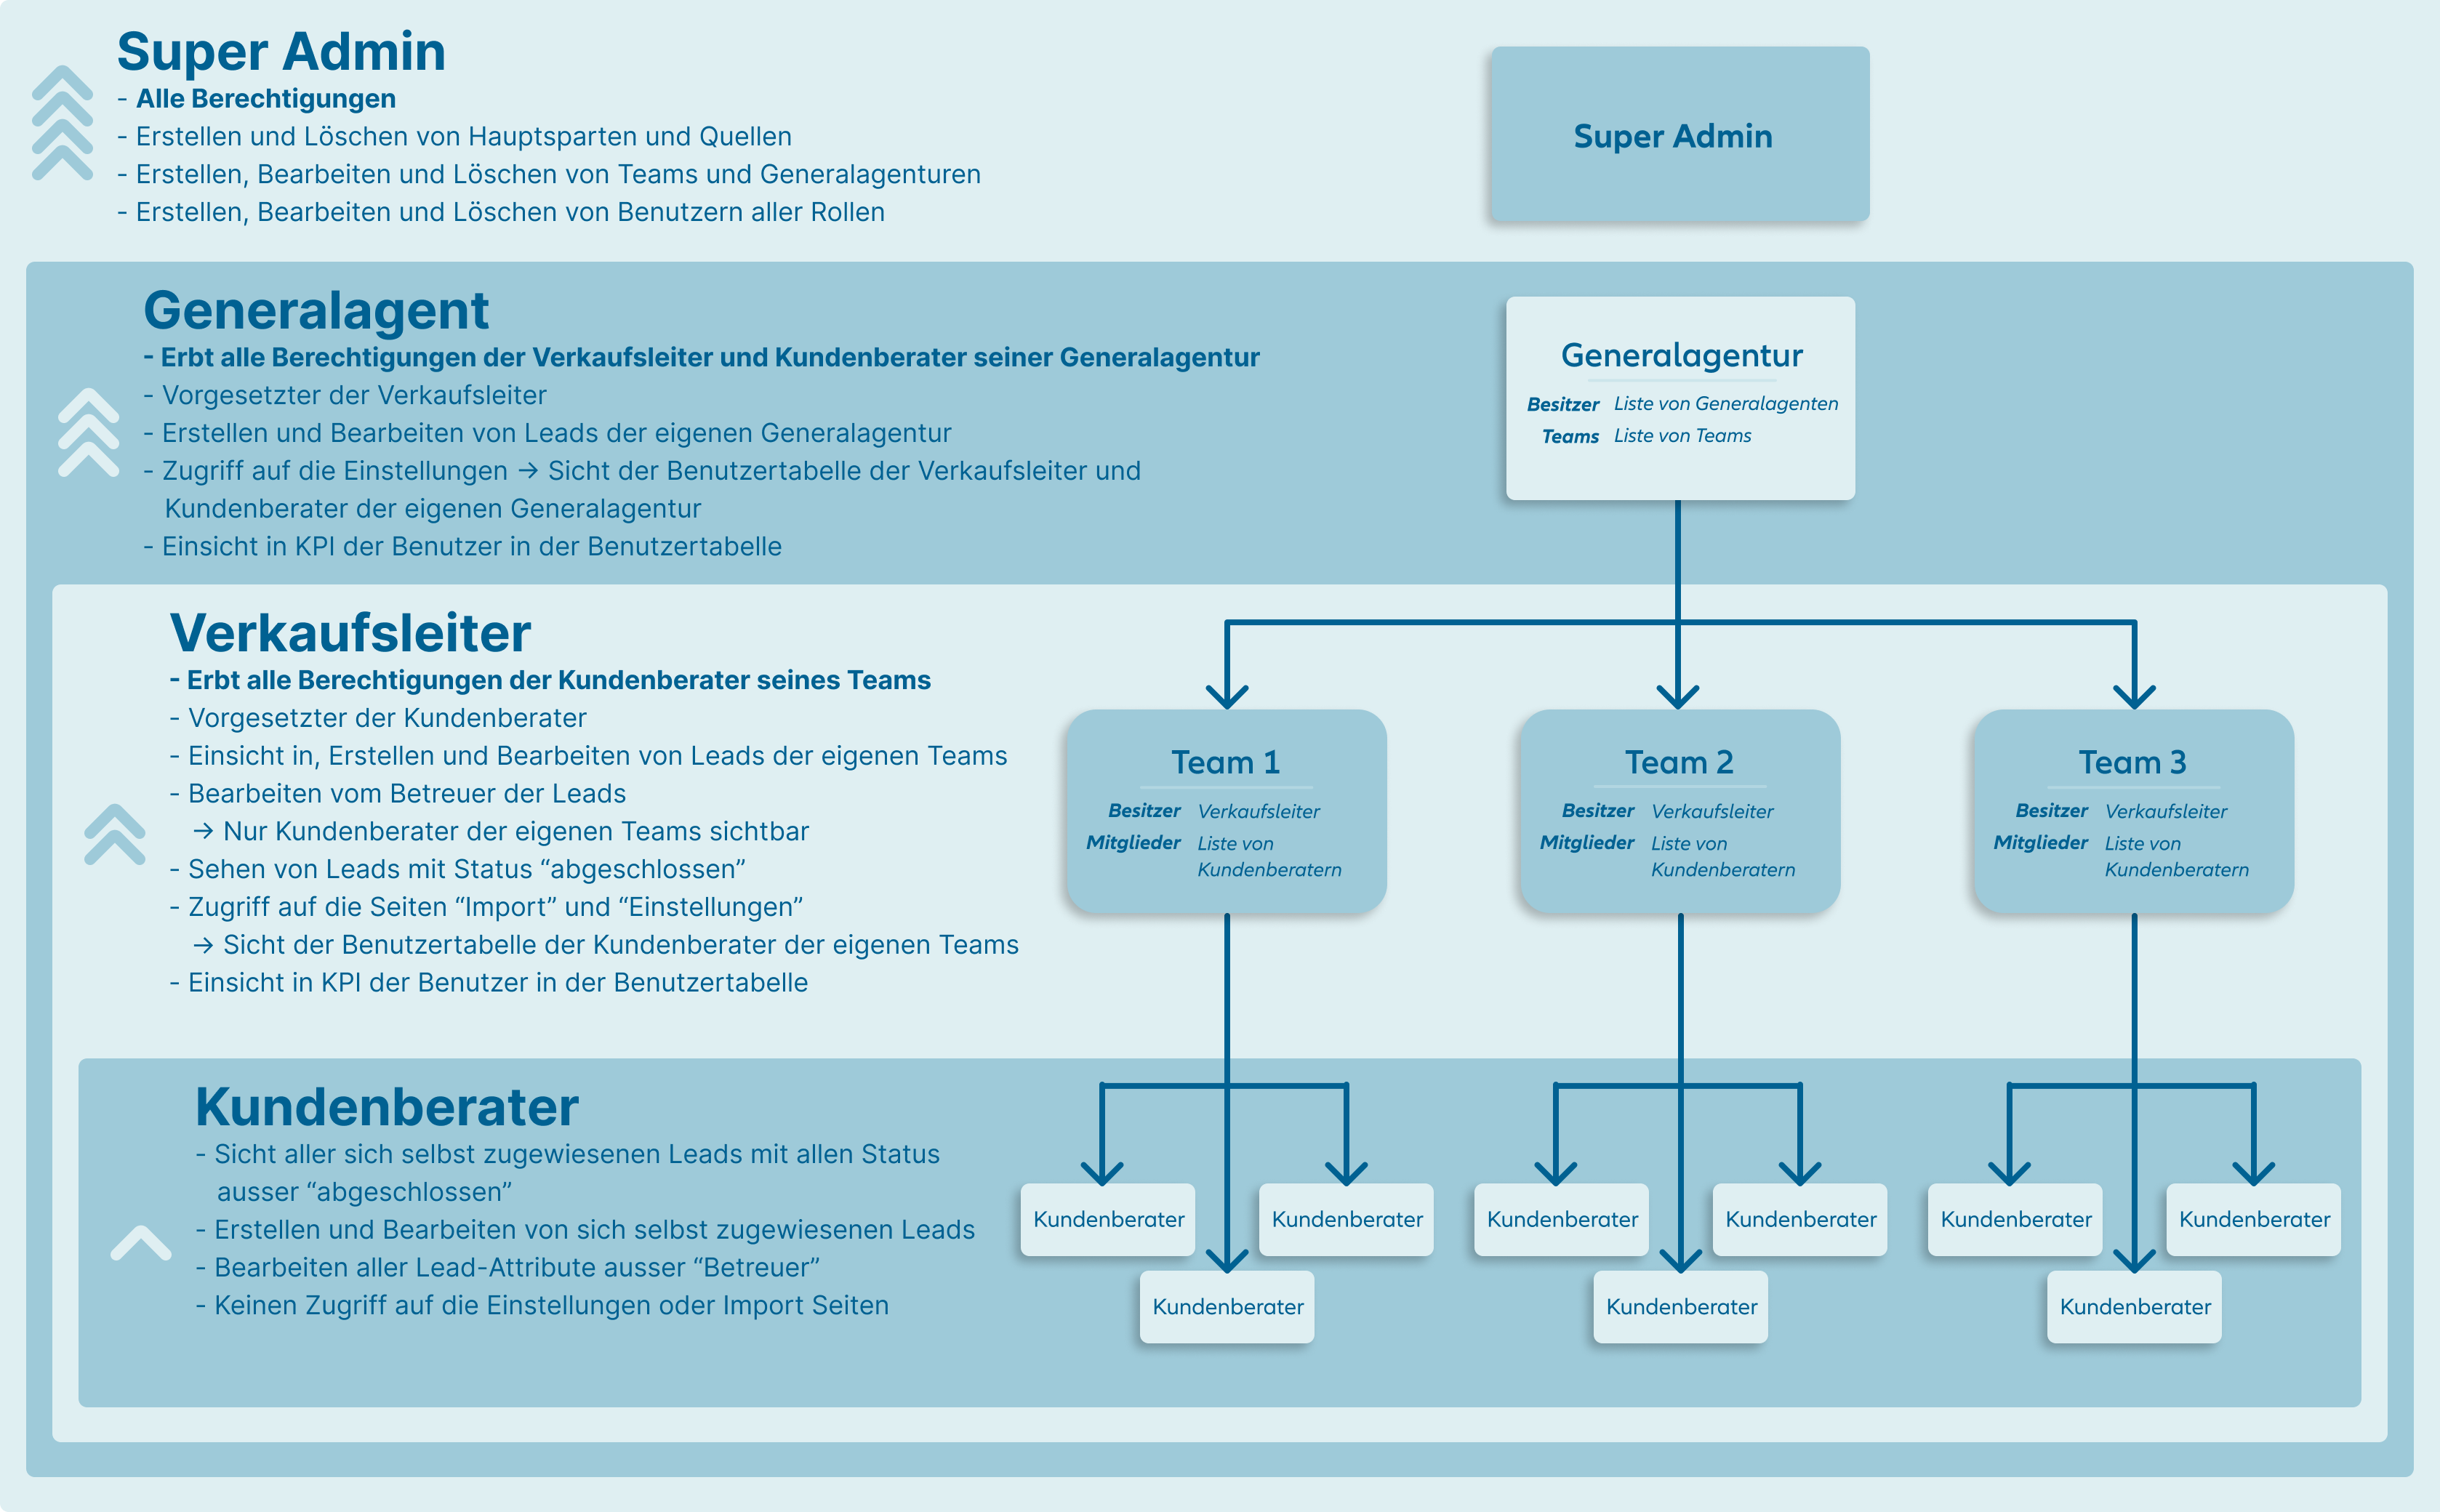 Super Admin
- Alle Berechtigungen
- Erstellen und Löschen von Hauptsparten und Quellen
- Erstellen, Bearbeiten und Löschen von Teams und Generalagenturen
- Erstellen, Bearbeiten und Löschen von Benutzern aller Rollen
Super Admin
Generalagent
- Erbt alle Berechtigungen der Verkaufsleiter und Kundenberater seiner Generalagentur
- Vorgesetzter der Verkaufsleiter
- Erstellen und Bearbeiten von Leads der eigenen Generalagentur
- Zugriff auf die Einstellungen → Sicht der Benutzertabelle der Verkaufsleiter und
Kundenberater der eigenen Generalagentur
- Einsicht in KPI der Benutzer in der Benutzertabelle
Generalagentur
Besitzer Liste von Generalagenten
Teams Liste von Teams
Verkaufsleiter
- Erbt alle Berechtigungen der Kundenberater seines Teams
- Vorgesetzter der Kundenberater
- Einsicht in, Erstellen und Bearbeiten von Leads der eigenen Teams
- Bearbeiten vom Betreuer der Leads
→ Nur Kundenberater der eigenen Teams sichtbar
- Sehen von Leads mit Status “abgeschlossen”
- Zugriff auf die Seiten “Import” und “Einstellungen”
→ Sicht der Benutzertabelle der Kundenberater der eigenen Teams
- Einsicht in KPI der Benutzer in der Benutzertabelle
Team 1
Besitzer Verkaufsleiter
Mitglieder Liste von
Kundenberatern
Team 2
Besitzer Verkaufsleiter
Mitglieder Liste von
Kundenberatern
Team 3
Besitzer Verkaufsleiter
Mitglieder Liste von
Kundenberatern
Kundenberater
- Sicht aller sich selbst zugewiesenen Leads mit allen Status
ausser “abgeschlossen”
- Erstellen und Bearbeiten von sich selbst zugewiesenen Leads
- Bearbeiten aller Lead-Attribute ausser “Betreuer”
- Keinen Zugriff auf die Einstellungen oder Import Seiten
Kundenberater
Kundenberater
Kundenberater
Kundenberater
Kundenberater
Kundenberater
Kundenberater
Kundenberater
Kundenberater